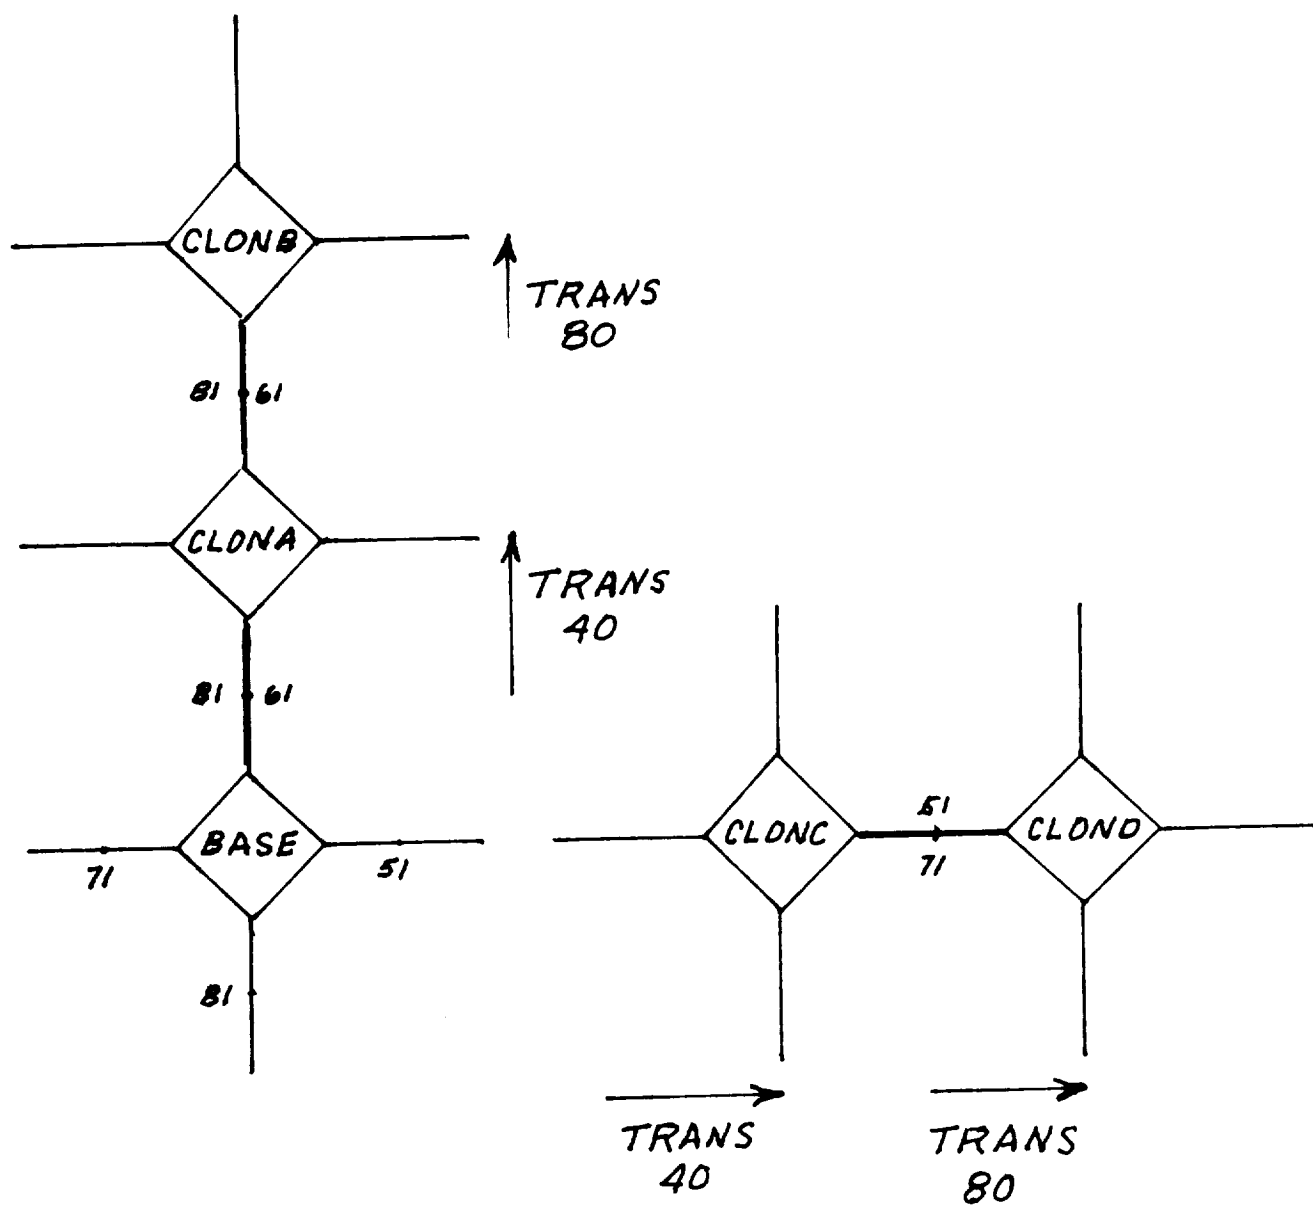 CLONB
TRANS
80
81 61
CLONA
TRANS
40
81 61
BASE
71
51
81
CLONC
51
71
CLOND
TRANS
40
TRANS
80